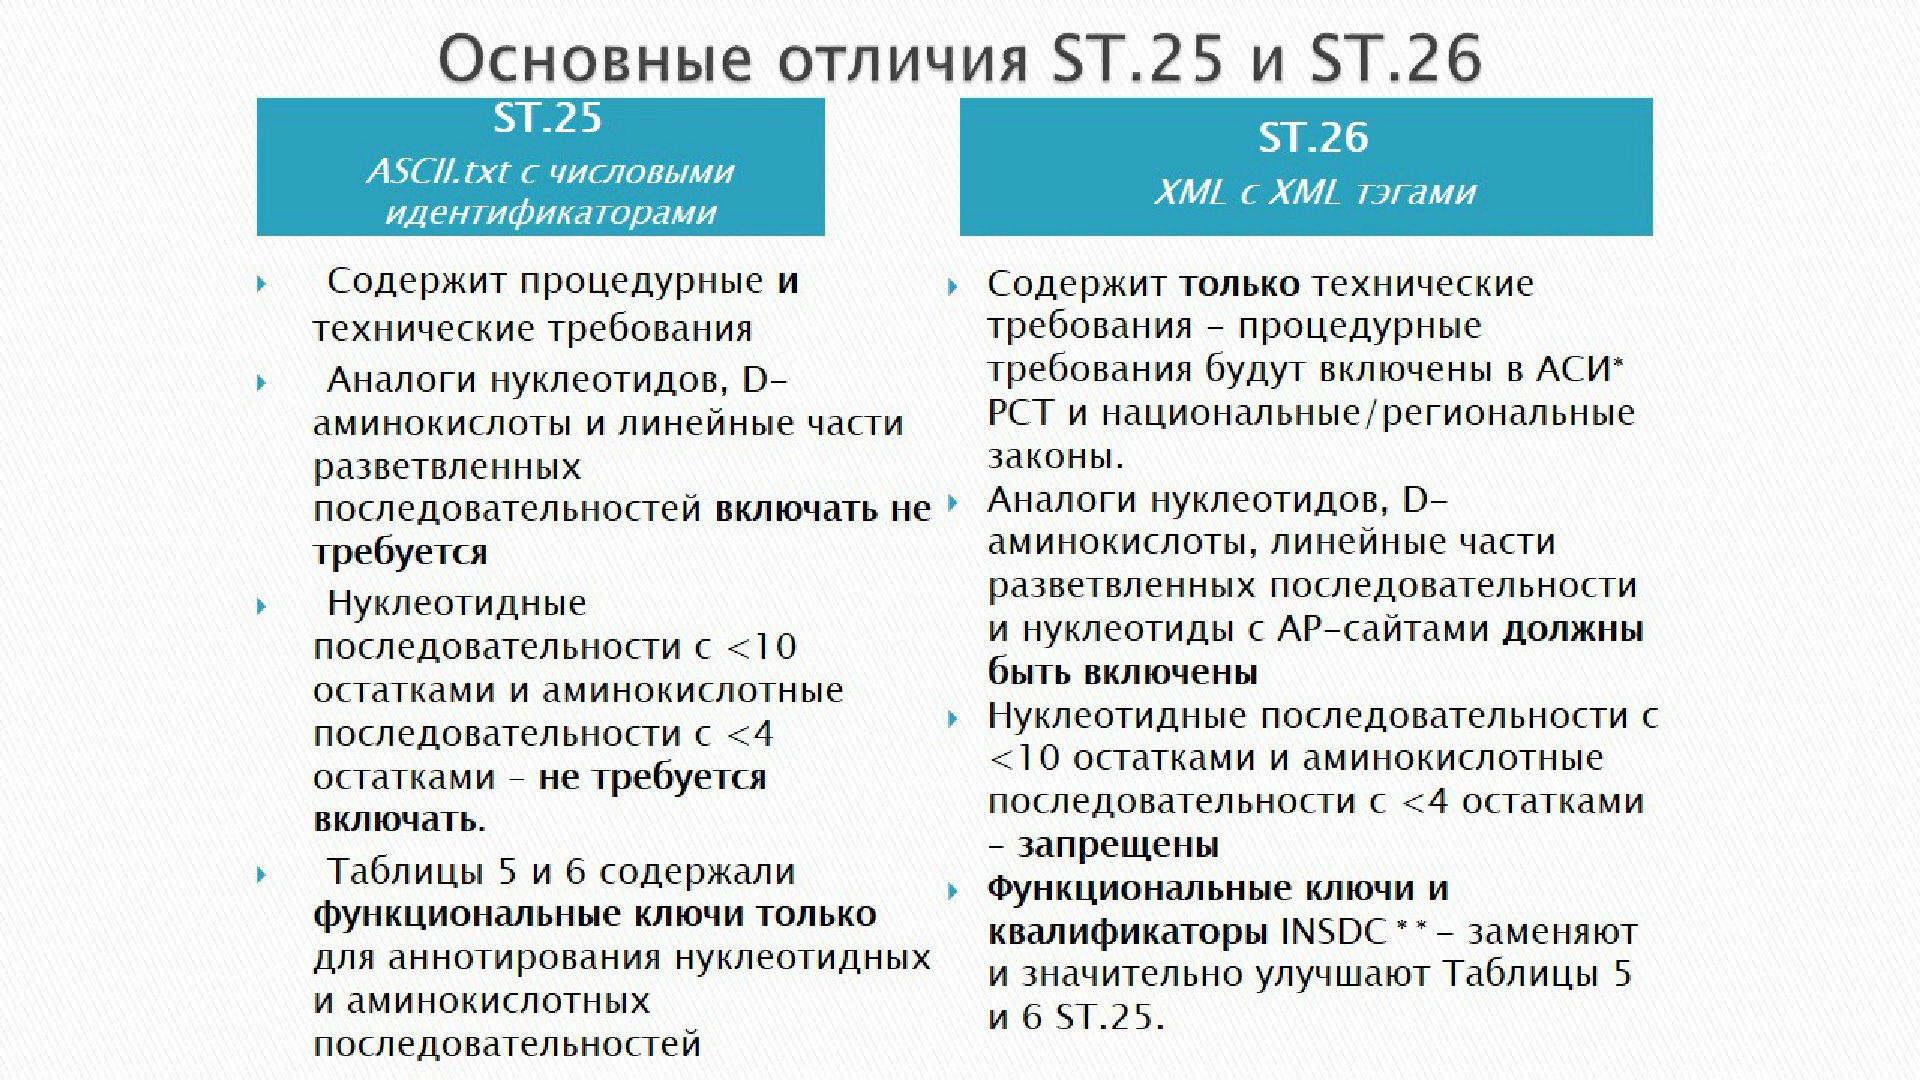 Основные отличия ST.25 и ST.26
ST.25
ASCII.txt с числовыми
идентификаторами
Содержит процедурные и
технические требования
Аналоги нуклеотидов, D-
аминокислоты и линейные части
разветвленных
последовательностей включать не
требуется
Нуклеотидные
последовательности с <10
остатками и аминокислотные
последовательности с <4
остатками – не требуется
включать.
Таблицы 5 и 6 содержали
функциональные ключи только
для аннотирования нуклеотидных
и аминокислотных
последовательностей
ST.26
XML с XML тэгами
Содержит только технические
требования – процедурные
требования будут включены в АСИ*
РСТ и национальные/региональные
законы.
Аналоги нуклеотидов, D-
аминокислоты, линейные части
разветвленных последовательности
и нуклеотиды с АР-сайтами должны
быть включены
Нуклеотидные последовательности с
<10 остатками и аминокислотные
последовательности с <4 остатками
– запрещены
Функциональные ключи и
квалификаторы INSDC** – заменяют
и значительно улучшают Таблицы 5
и 6 ST.25.